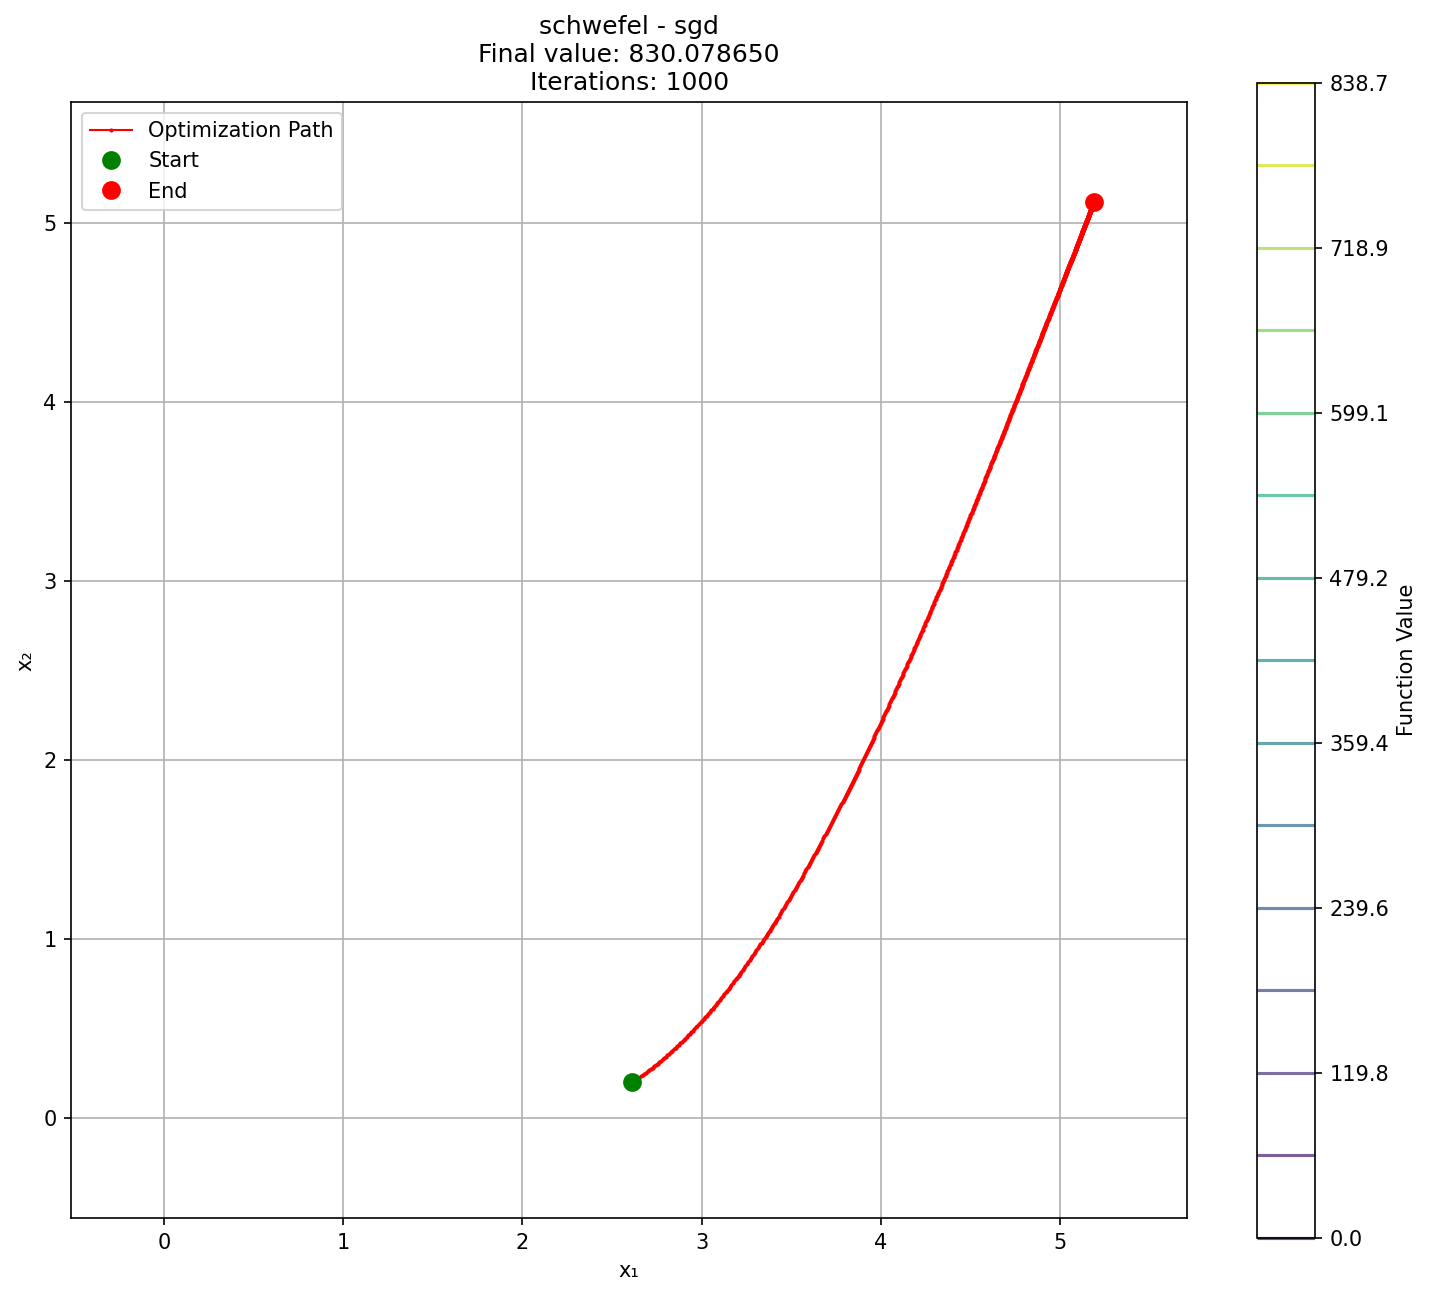 schwefel - sgd
Final value: 830.078650
Iterations: 1000
Optimization Path
Start
End
5
4
3
2
1
0
x₂
0
1
2
3
4
5
x₁
838.7
718.9
599.1
479.2
359.4
239.6
119.8
0.0
Function Value